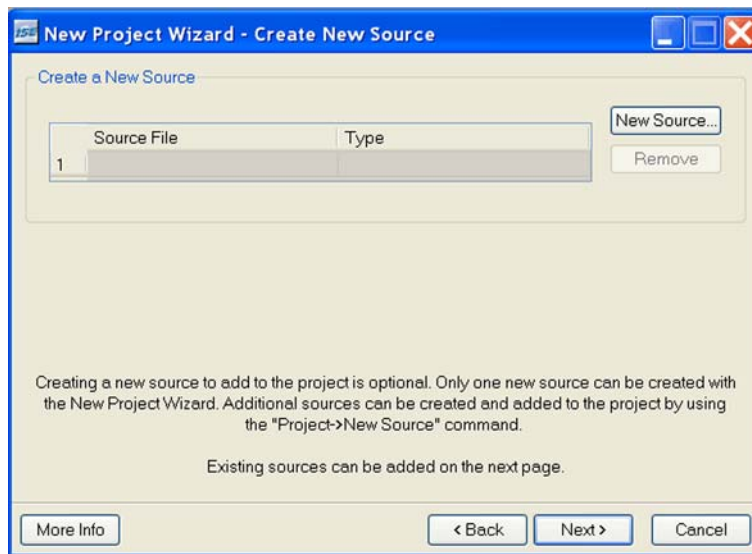 ISE New Project Wizard - Create New Source
Create a New Source
New Source...
Source File Type
1
Remove
Creating a new source to add to the project is optional. Only one new source can be created with
the New Project Wizard. Additional sources can be created and added to the project by using
the "Project->New Source" command.
Existing sources can be added on the next page.
More Info < Back Next > Cancel